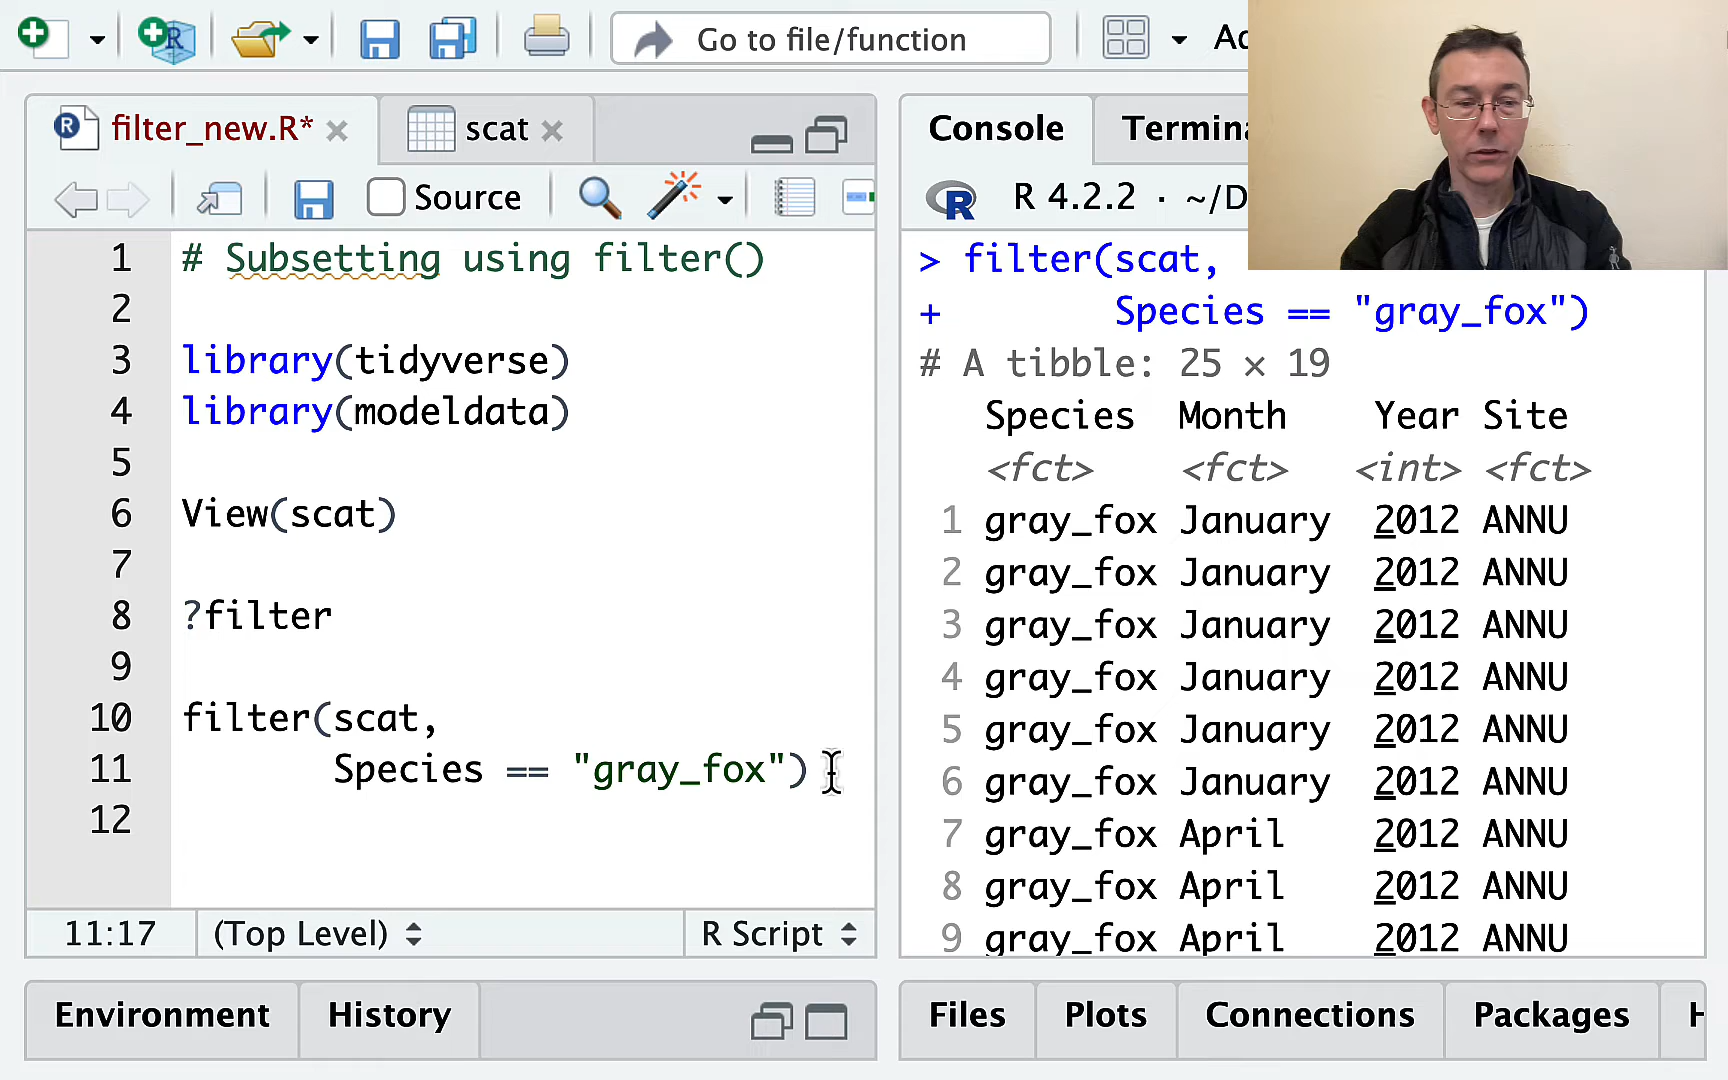 Go to file/function
Ad
filter_new.R*
scat
Source
1 # Subsetting using filter()
2
3 library(tidyverse)
4 library(modeldata)
5
6 View(scat)
7
8 ?filter
9
10 filter(scat,
11 Species == "gray_fox")
12
11:17
(Top Level)
R Script
Environment
History
Console
Termina
R 4.2.2 · ~/D
> filter(scat,
+ Species == "gray_fox")
# A tibble: 25 × 19
Species Month Year Site
<fct> <fct> <int> <fct>
1 gray_fox January 2012 ANNU
2 gray_fox January 2012 ANNU
3 gray_fox January 2012 ANNU
4 gray_fox January 2012 ANNU
5 gray_fox January 2012 ANNU
6 gray_fox January 2012 ANNU
7 gray_fox April 2012 ANNU
8 gray_fox April 2012 ANNU
9 gray_fox April 2012 ANNU
Files
Plots
Connections
Packages
H